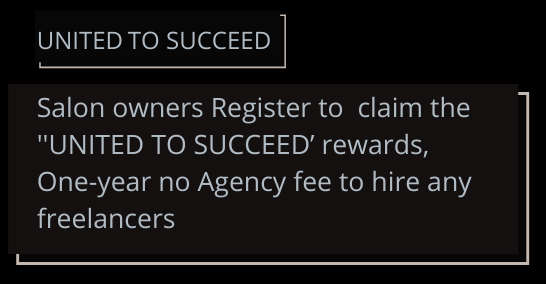 UNITED TO SUCCEED
Salon owners Register to  claim the
''UNITED TO SUCCEED’ rewards,
One-year no Agency fee to hire any
freelancers